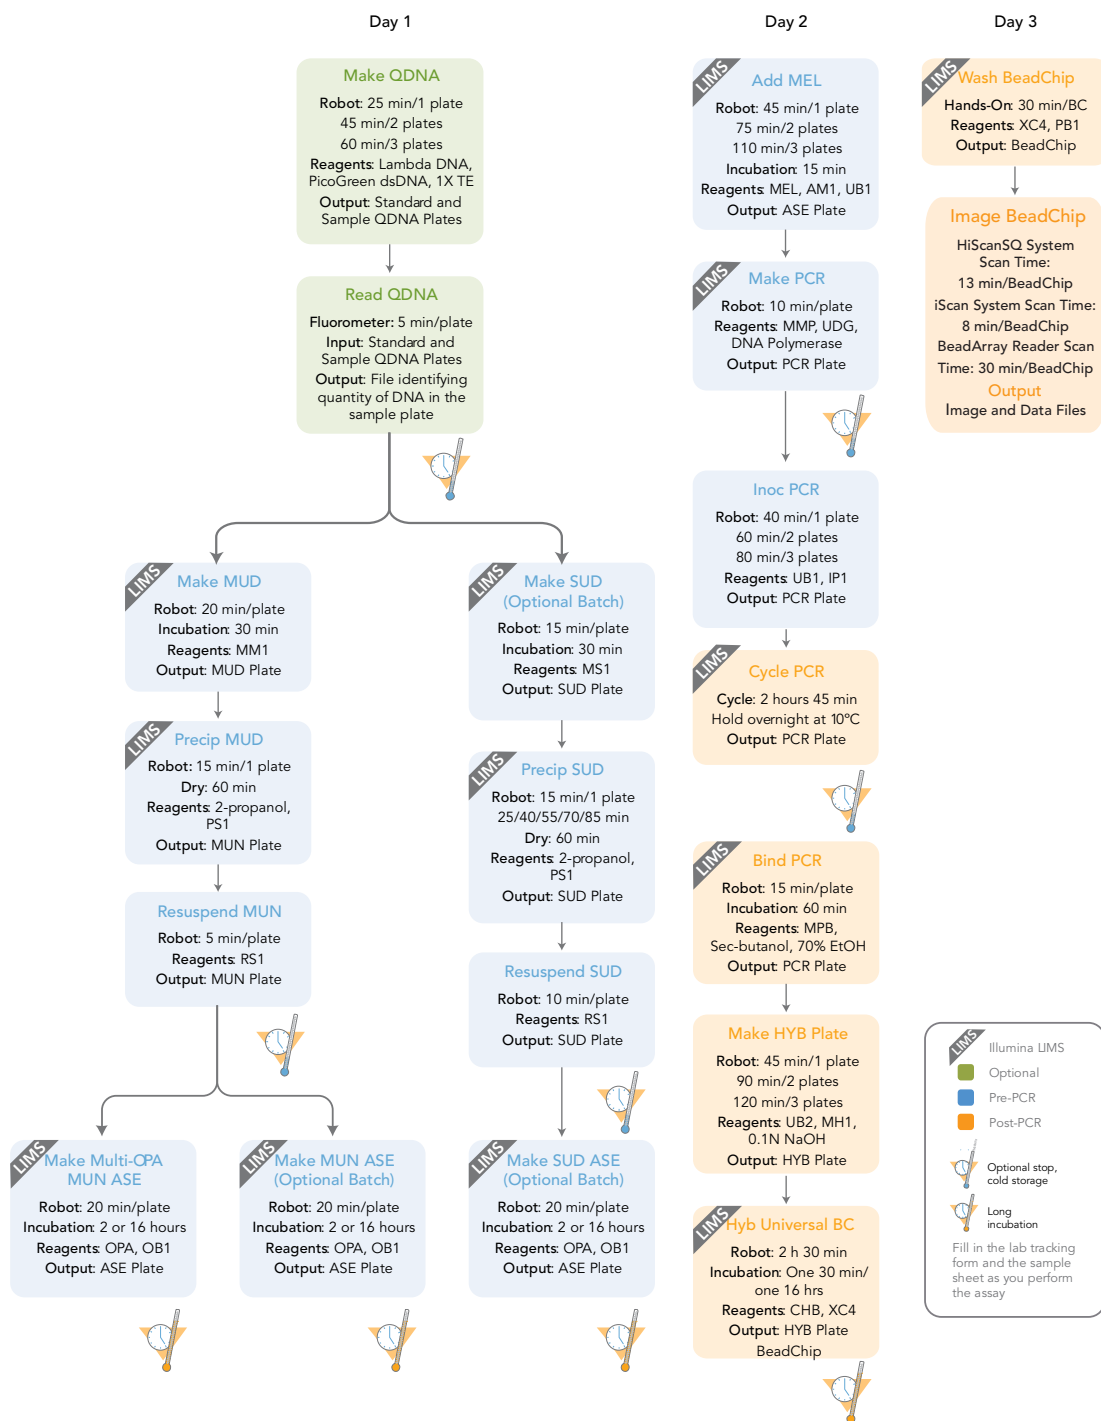 Day 1
Make QDNA
Robot: 25 min/1 plate
45 min/2 plates
60 min/3 plates
Reagents: Lambda DNA,
PicoGreen dsDNA, 1X TE
Output: Standard and
Sample QDNA Plates
Read QDNA
Fluorometer: 5 min/plate
Input: Standard and
Sample QDNA Plates
Output: File identifying
quantity of DNA in the
sample plate
LIMS
Make MUD
Robot: 20 min/plate
Incubation: 30 min
Reagents: MM1
Output: MUD Plate
LIMS
Precip MUD
Robot: 15 min/1 plate
Dry: 60 min
Reagents: 2-propanol,
PS1
Output: MUN Plate
Resuspend MUN
Robot: 5 min/plate
Reagents: RS1
Output: MUN Plate
LIMS
Make Multi-OPA
MUN ASE
Robot: 20 min/plate
Incubation: 2 or 16 hours
Reagents: OPA, OB1
Output: ASE Plate
LIMS
Make MUN ASE
(Optional Batch)
Robot: 20 min/plate
Incubation: 2 or 16 hours
Reagents: OPA, OB1
Output: ASE Plate
LIMS
Make SUD
(Optional Batch)
Robot: 15 min/plate
Incubation: 30 min
Reagents: MS1
Output: SUD Plate
LIMS
Precip SUD
Robot: 15 min/1 plate
25/40/55/70/85 min
Dry: 60 min
Reagents: 2-propanol,
PS1
Output: SUD Plate
Resuspend SUD
Robot: 10 min/plate
Reagents: RS1
Output: SUD Plate
LIMS
Make SUD ASE
(Optional Batch)
Robot: 20 min/plate
Incubation: 2 or 16 hours
Reagents: OPA, OB1
Output: ASE Plate
Day 2
LIMS
Add MEL
Robot: 45 min/1 plate
75 min/2 plates
110 min/3 plates
Incubation: 15 min
Reagents: MEL, AM1, UB1
Output: ASE Plate
LIMS
Make PCR
Robot: 10 min/plate
Reagents: MMP, UDG,
DNA Polymerase
Output: PCR Plate
Inoc PCR
Robot: 40 min/1 plate
60 min/2 plates
80 min/3 plates
Reagents: UB1, IP1
Output: PCR Plate
LIMS
Cycle PCR
Cycle: 2 hours 45 min
Hold overnight at 10°C
Output: PCR Plate
LIMS
Bind PCR
Robot: 15 min/plate
Incubation: 60 min
Reagents: MPB,
Sec-butanol, 70% EtOH
Output: PCR Plate
Make HYB Plate
Robot: 45 min/1 plate
90 min/2 plates
120 min/3 plates
Reagents: UB2, MH1,
0.1N NaOH
Output: HYB Plate
LIMS
Hyb Universal BC
Robot: 2 h 30 min
Incubation: One 30 min/
one 16 hrs
Reagents: CHB, XC4
Output: HYB Plate
BeadChip
Day 3
LIMS
Wash BeadChip
Hands-On: 30 min/BC
Reagents: XC4, PB1
Output: BeadChip
Image BeadChip
HiScanSQ System
Scan Time:
13 min/BeadChip
iScan System Scan Time:
8 min/BeadChip
BeadArray Reader Scan
Time: 30 min/BeadChip
Output
Image and Data Files
LIMS
Illumina LIMS
Optional
Pre-PCR
Post-PCR
Optional stop,
cold storage
Long
incubation
Fill in the lab tracking
form and the sample
sheet as you perform
the assay